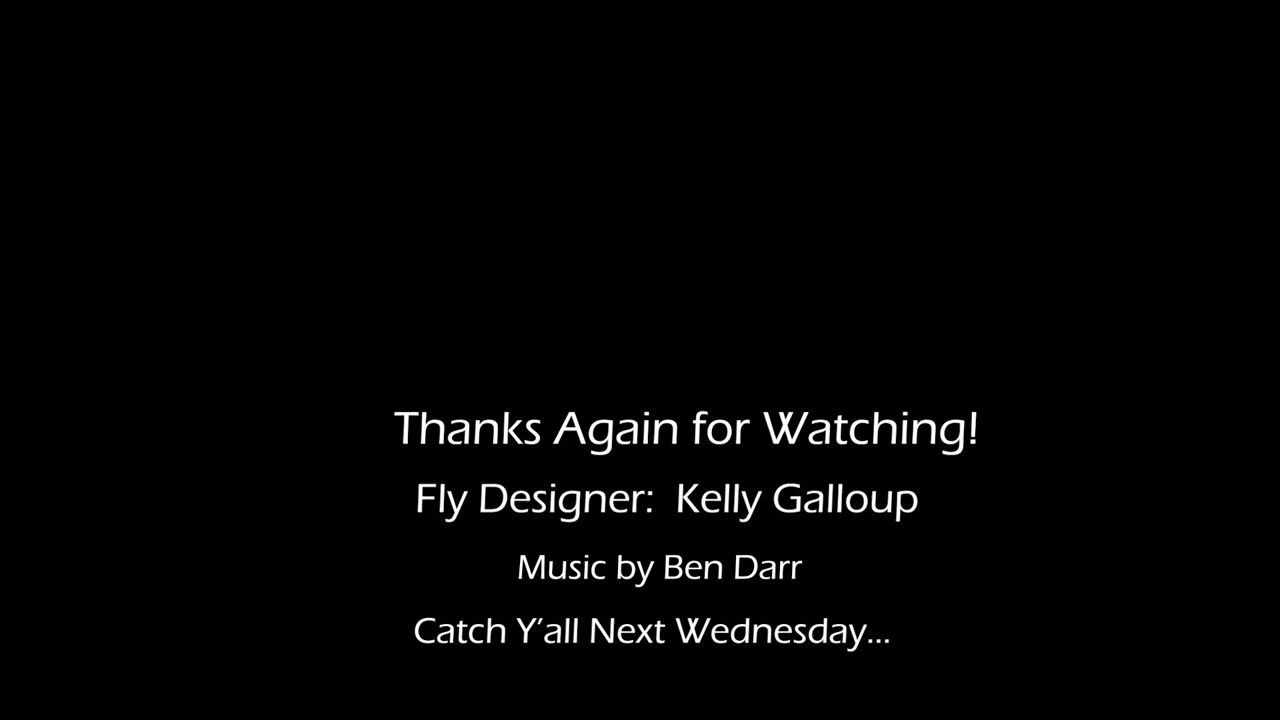 Thanks Again for Watching!
Fly Designer:  Kelly Galloup
Music by Ben Darr
Catch Y’all Next Wednesday...